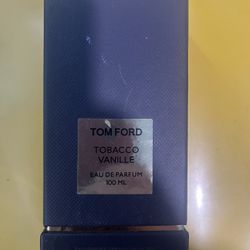 TOM FORD
TOBACCO
VANILLE
EAU DE PARFUM
100 ML